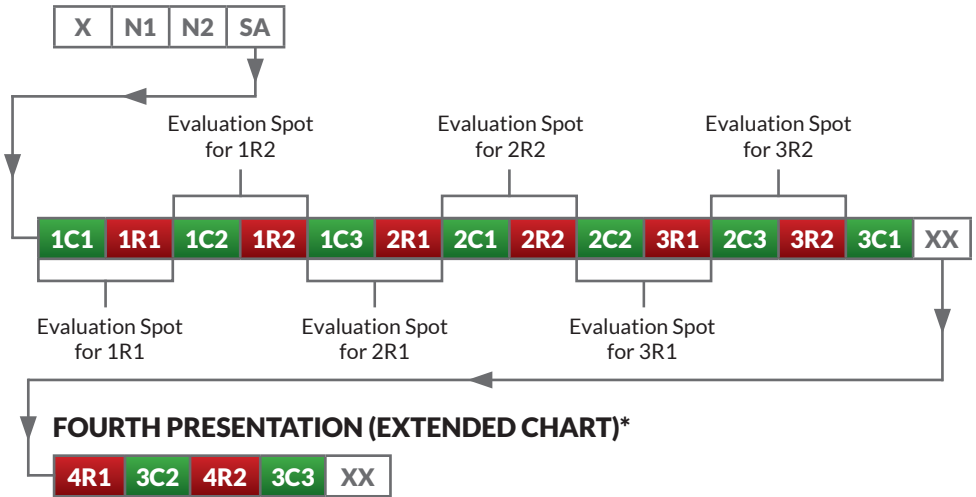 X N1 N2 SA
Evaluation Spot
for 1R2
Evaluation Spot
for 2R2
Evaluation Spot
for 3R2
1C1 1R1 1C2 1R2 1C3 2R1 2C1 2R2 2C2 3R1 2C3 3R2 3C1 XX
Evaluation Spot
for 1R1
Evaluation Spot
for 2R1
Evaluation Spot
for 3R1
FOURTH PRESENTATION (EXTENDED CHART)*
4R1 3C2 4R2 3C3 XX